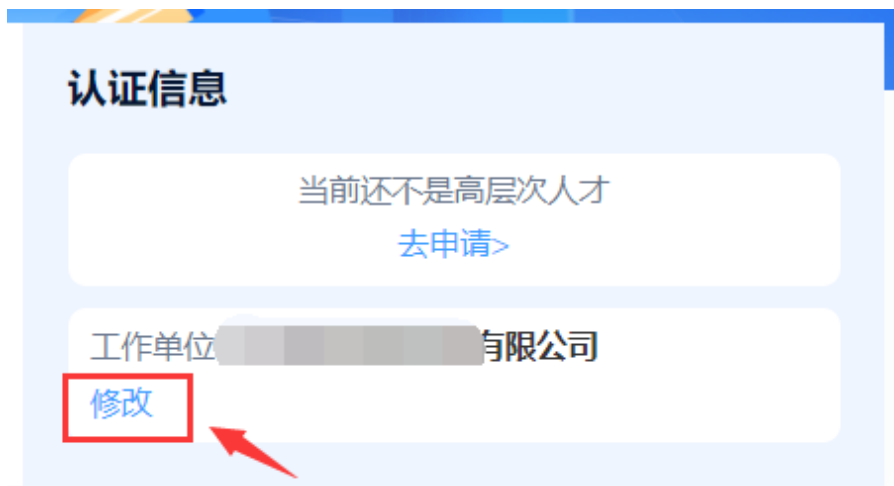 认证信息
当前还不是高层次人才
去申请>
工作单位 有限公司
修改